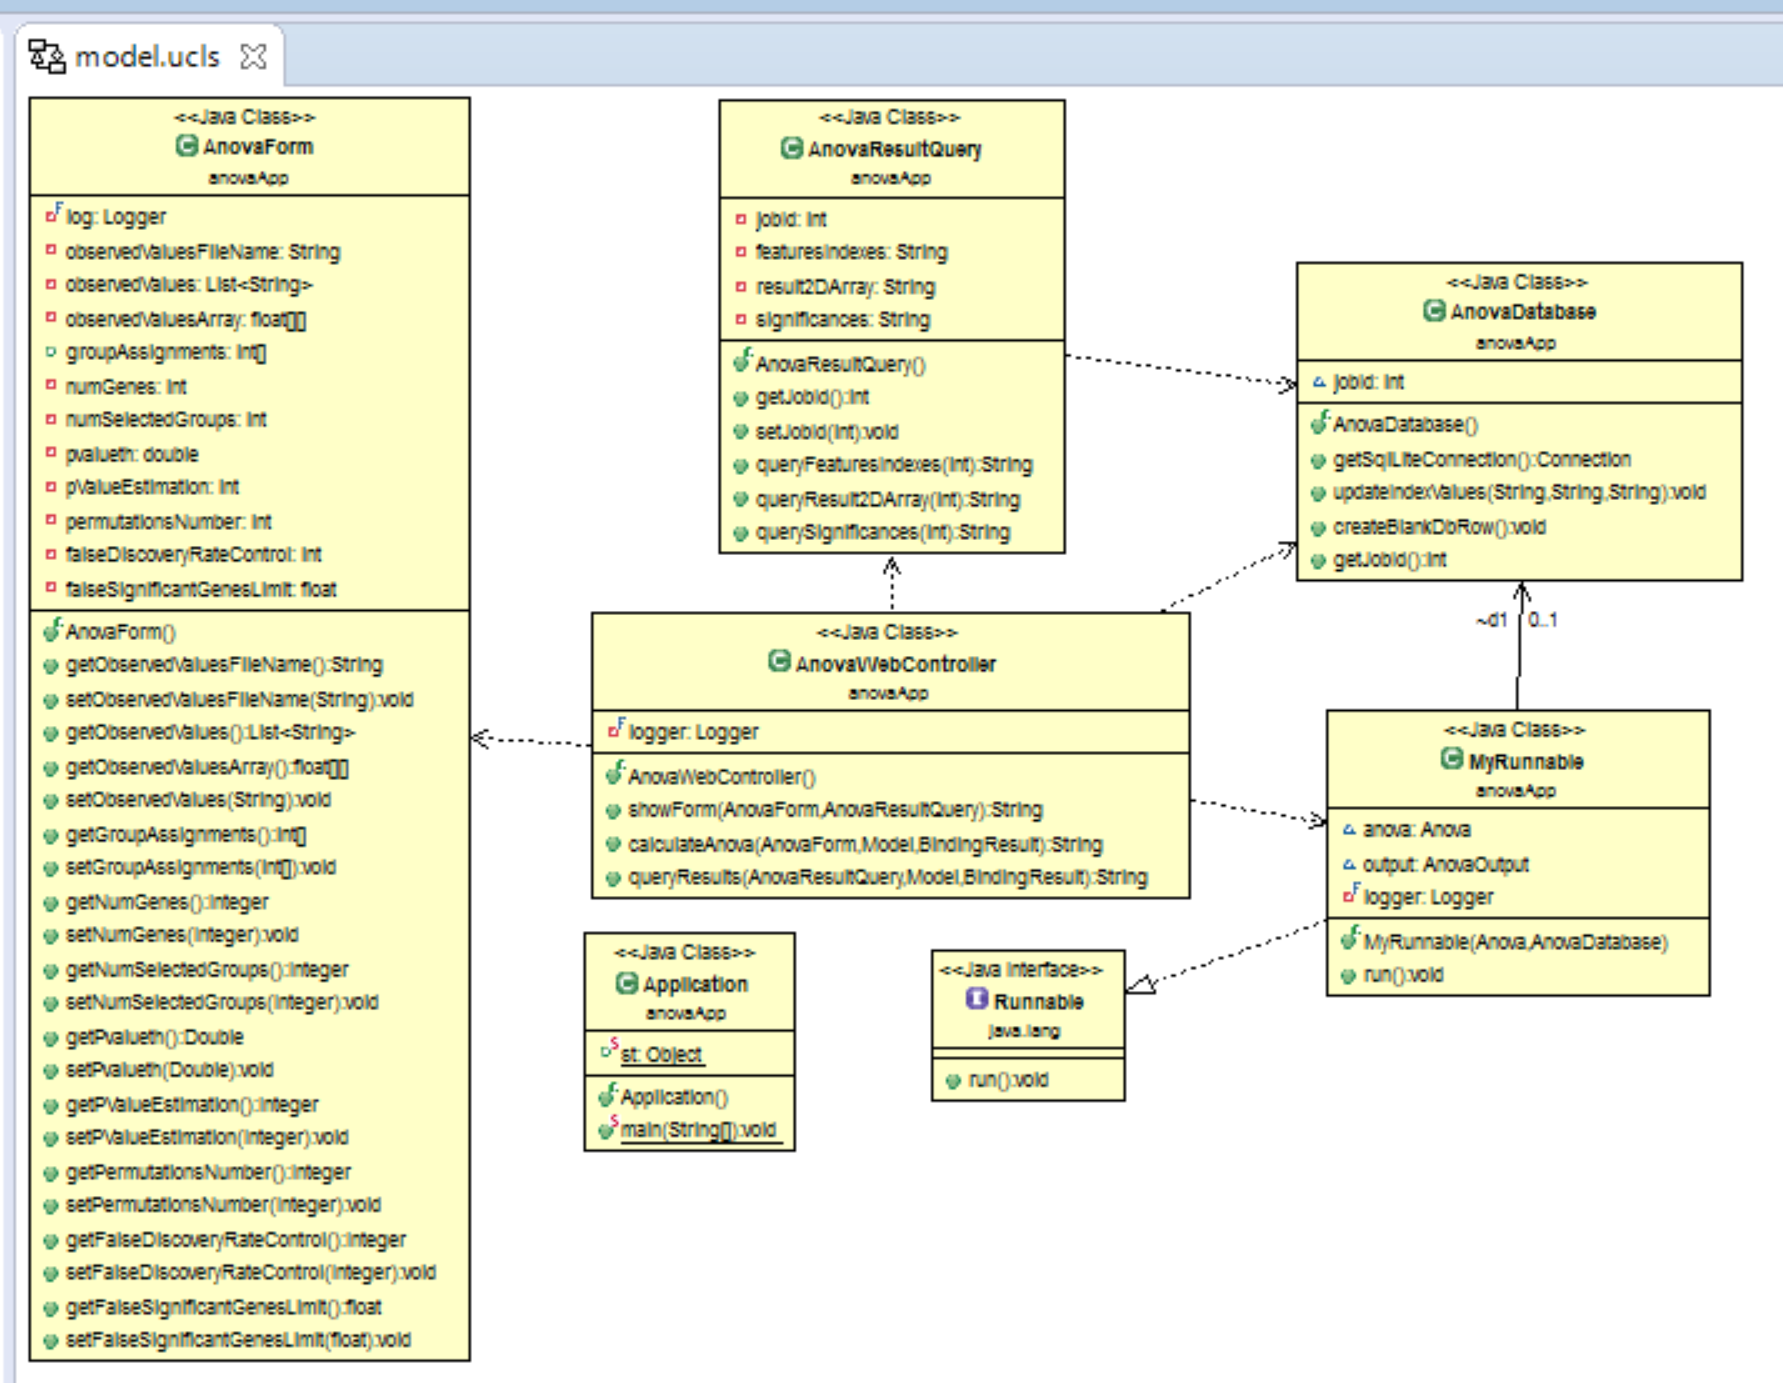 model.ucls
<<Java Class>>
AnovaForm
anovaApp
log: Logger
observedValuesFileName: String
observedValues: List<String>
observedValuesArray: float[][]
groupAssignments: int[]
numGenes: int
numSelectedGroups: int
pvalueth: double
pValueEstimation: int
permutationsNumber: int
falseDiscoveryRateControl: int
falseSignificantGenesLimit: float
AnovaForm()
getObservedValuesFileName():String
setObservedValuesFileName(String):void
getObservedValues():List<String>
getObservedValuesArray():float[][]
setObservedValues(String):void
getGroupAssignments():int[]
setGroupAssignments(int[]):void
getNumGenes():Integer
setNumGenes(Integer):void
getNumSelectedGroups():Integer
setNumSelectedGroups(Integer):void
getPvalueth():Double
setPvalueth(Double):void
getPValueEstimation():Integer
setPValueEstimation(Integer):void
getPermutationsNumber():Integer
setPermutationsNumber(Integer):void
getFalseDiscoveryRateControl():Integer
setFalseDiscoveryRateControl(Integer):void
getFalseSignificantGenesLimit():float
setFalseSignificantGenesLimit(float):void
<<Java Class>>
AnovaResultQuery
anovaApp
jobId: int
featuresIndexes: String
result2DArray: String
significances: String
AnovaResultQuery()
getJobId():int
setJobId(int):void
queryFeaturesIndexes(int):String
queryResult2DArray(int):String
querySignificances(int):String
<<Java Class>>
AnovaDatabase
anovaApp
jobId: int
AnovaDatabase()
getSqlLiteConnection():Connection
updateIndexValues(String,String,String):void
createBlankDbRow():void
getJobId():int
~d1 0..1
<<Java Class>>
AnovaWebController
anovaApp
logger: Logger
AnovaWebController()
showForm(AnovaForm,AnovaResultQuery):String
calculateAnova(AnovaForm,Model,BindingResult):String
queryResults(AnovaResultQuery,Model,BindingResult):String
<<Java Class>>
MyRunnable
anovaApp
anova: Anova
output: AnovaOutput
logger: Logger
MyRunnable(Anova,AnovaDatabase)
run():void
<<Java Class>>
Application
anovaApp
st: Object
Application()
main(String[]):void
<<Java Interface>>
Runnable
java.lang
run():void